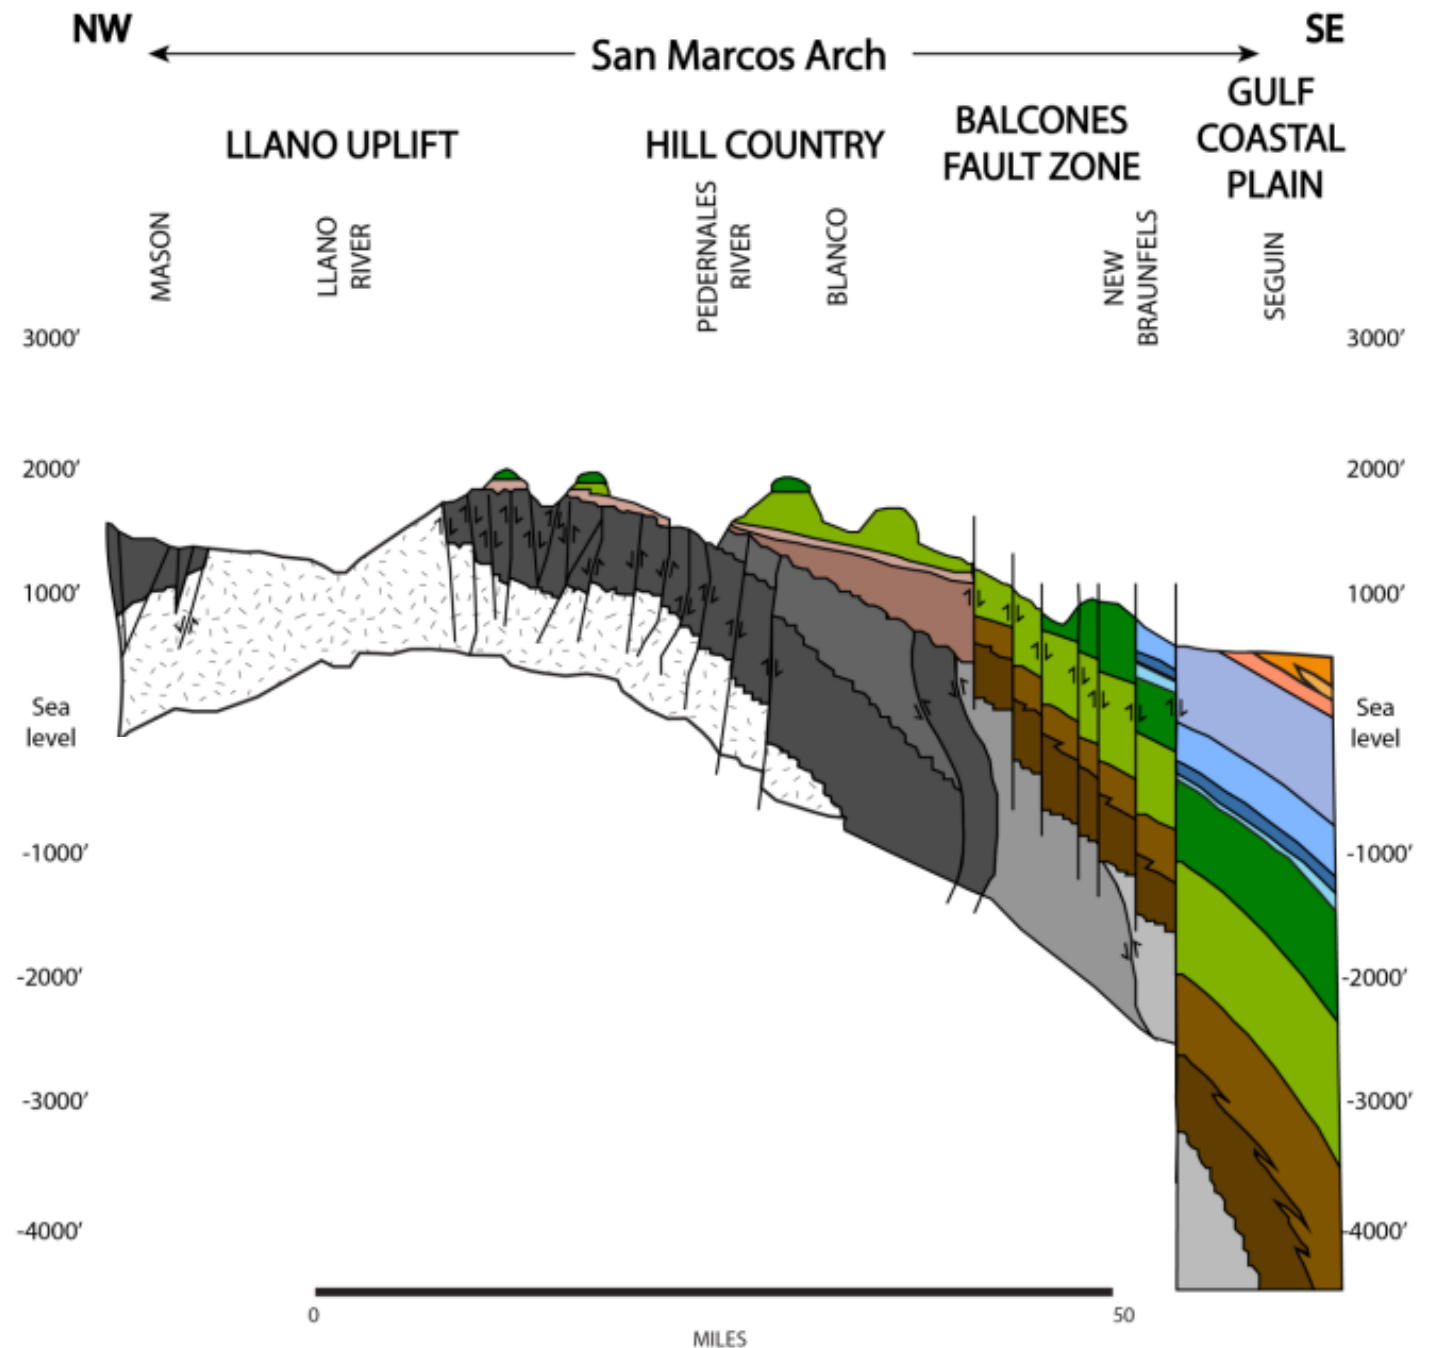 NW
SE
San Marcos Arch
LLANO UPLIFT
HILL COUNTRY
BALCONES
FAULT ZONE
GULF
COASTAL
PLAIN
MASON
LLANO
RIVER
PEDERNALES
RIVER
BLANCO
NEW
BRAUNFELS
SEGUIN
3000′
3000′
2000′
2000′
1000′
1000′
Sea
level
Sea
level
-1000′
-1000′
-2000′
-2000′
-3000′
-3000′
-4000′
-4000′
0
50
MILES